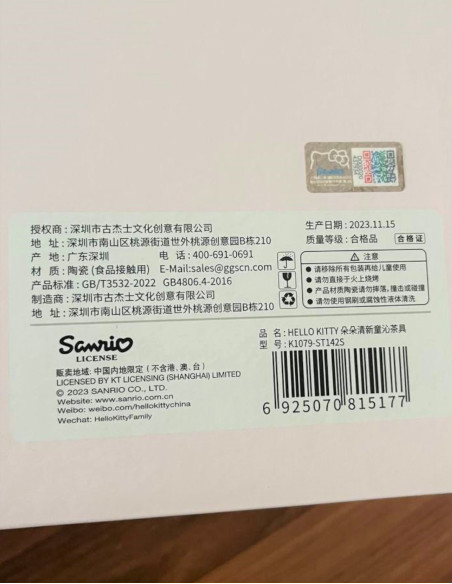 授权商：深圳市古杰士文化创意有限公司
地 址：深圳市南山区桃源街道世外桃源创意园B栋210
产 地：广东深圳 电 话：400-691-0691
材 质：陶瓷 (食品接触用) E-Mail:sales@ggscn.com
产品标准：GB/T3532-2022 GB4806.4-2016
制造商：深圳市古杰士文化创意有限公司
地 址：深圳市南山区桃源街道世外桃源创意园B栋210
生产日期：2023.11.15
质量等级：合格品 合格证
注意
● 请移除所有包装再给儿童使用
● 请勿直接于火上烧烤
● 产品材质陶瓷请勿摔落，撞击或碰撞
● 请勿使用钢刷或腐蚀性液体清洗
Sanrio
LICENSE
贩卖地域：中国内地限定（不含港、澳、台）
LICENSED BY KT LICENSING (SHANGHAI) LIMITED
© 2023 SANRIO CO., LTD.
Website: www.sanrio.com.cn
Weibo: weibo.com/hellokittychina
Wechat: HelloKittyFamily
品 名：HELLO KITTY 朵朵清新童沁茶具
型 号：K1079-ST142S
6 925070 815177